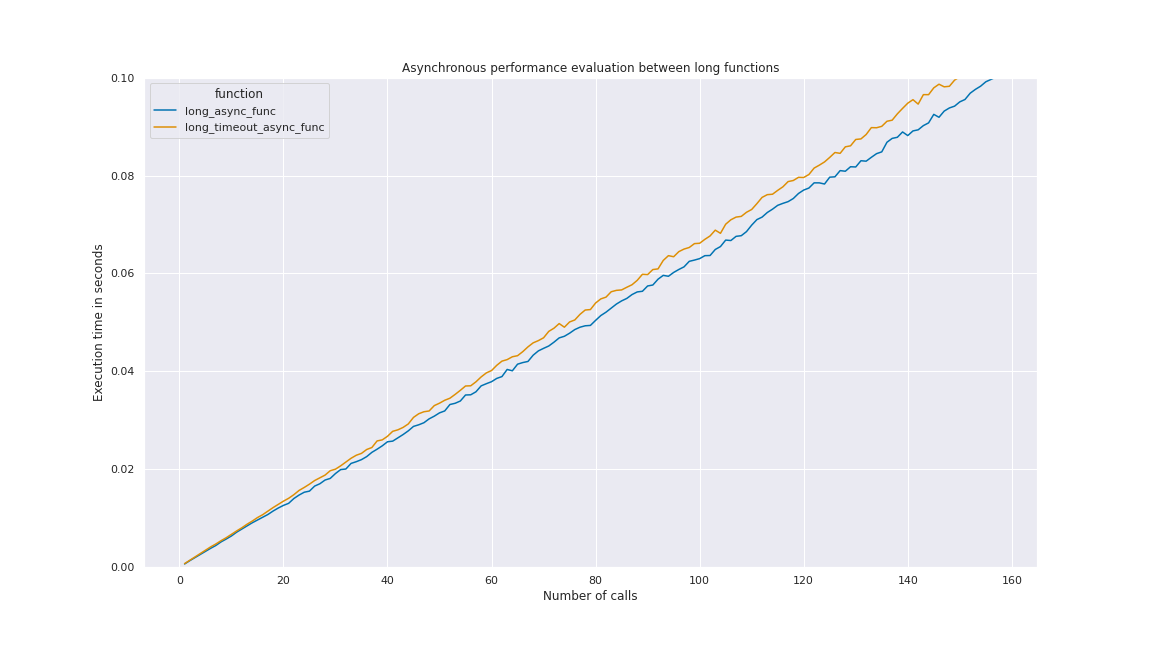 Asynchronous performance evaluation between long functions
function
long_async_func
long_timeout_async_func
Execution time in seconds
0.10
0.08
0.06
0.04
0.02
0.00
0 20 40 60 80 100 120 140 160
Number of calls